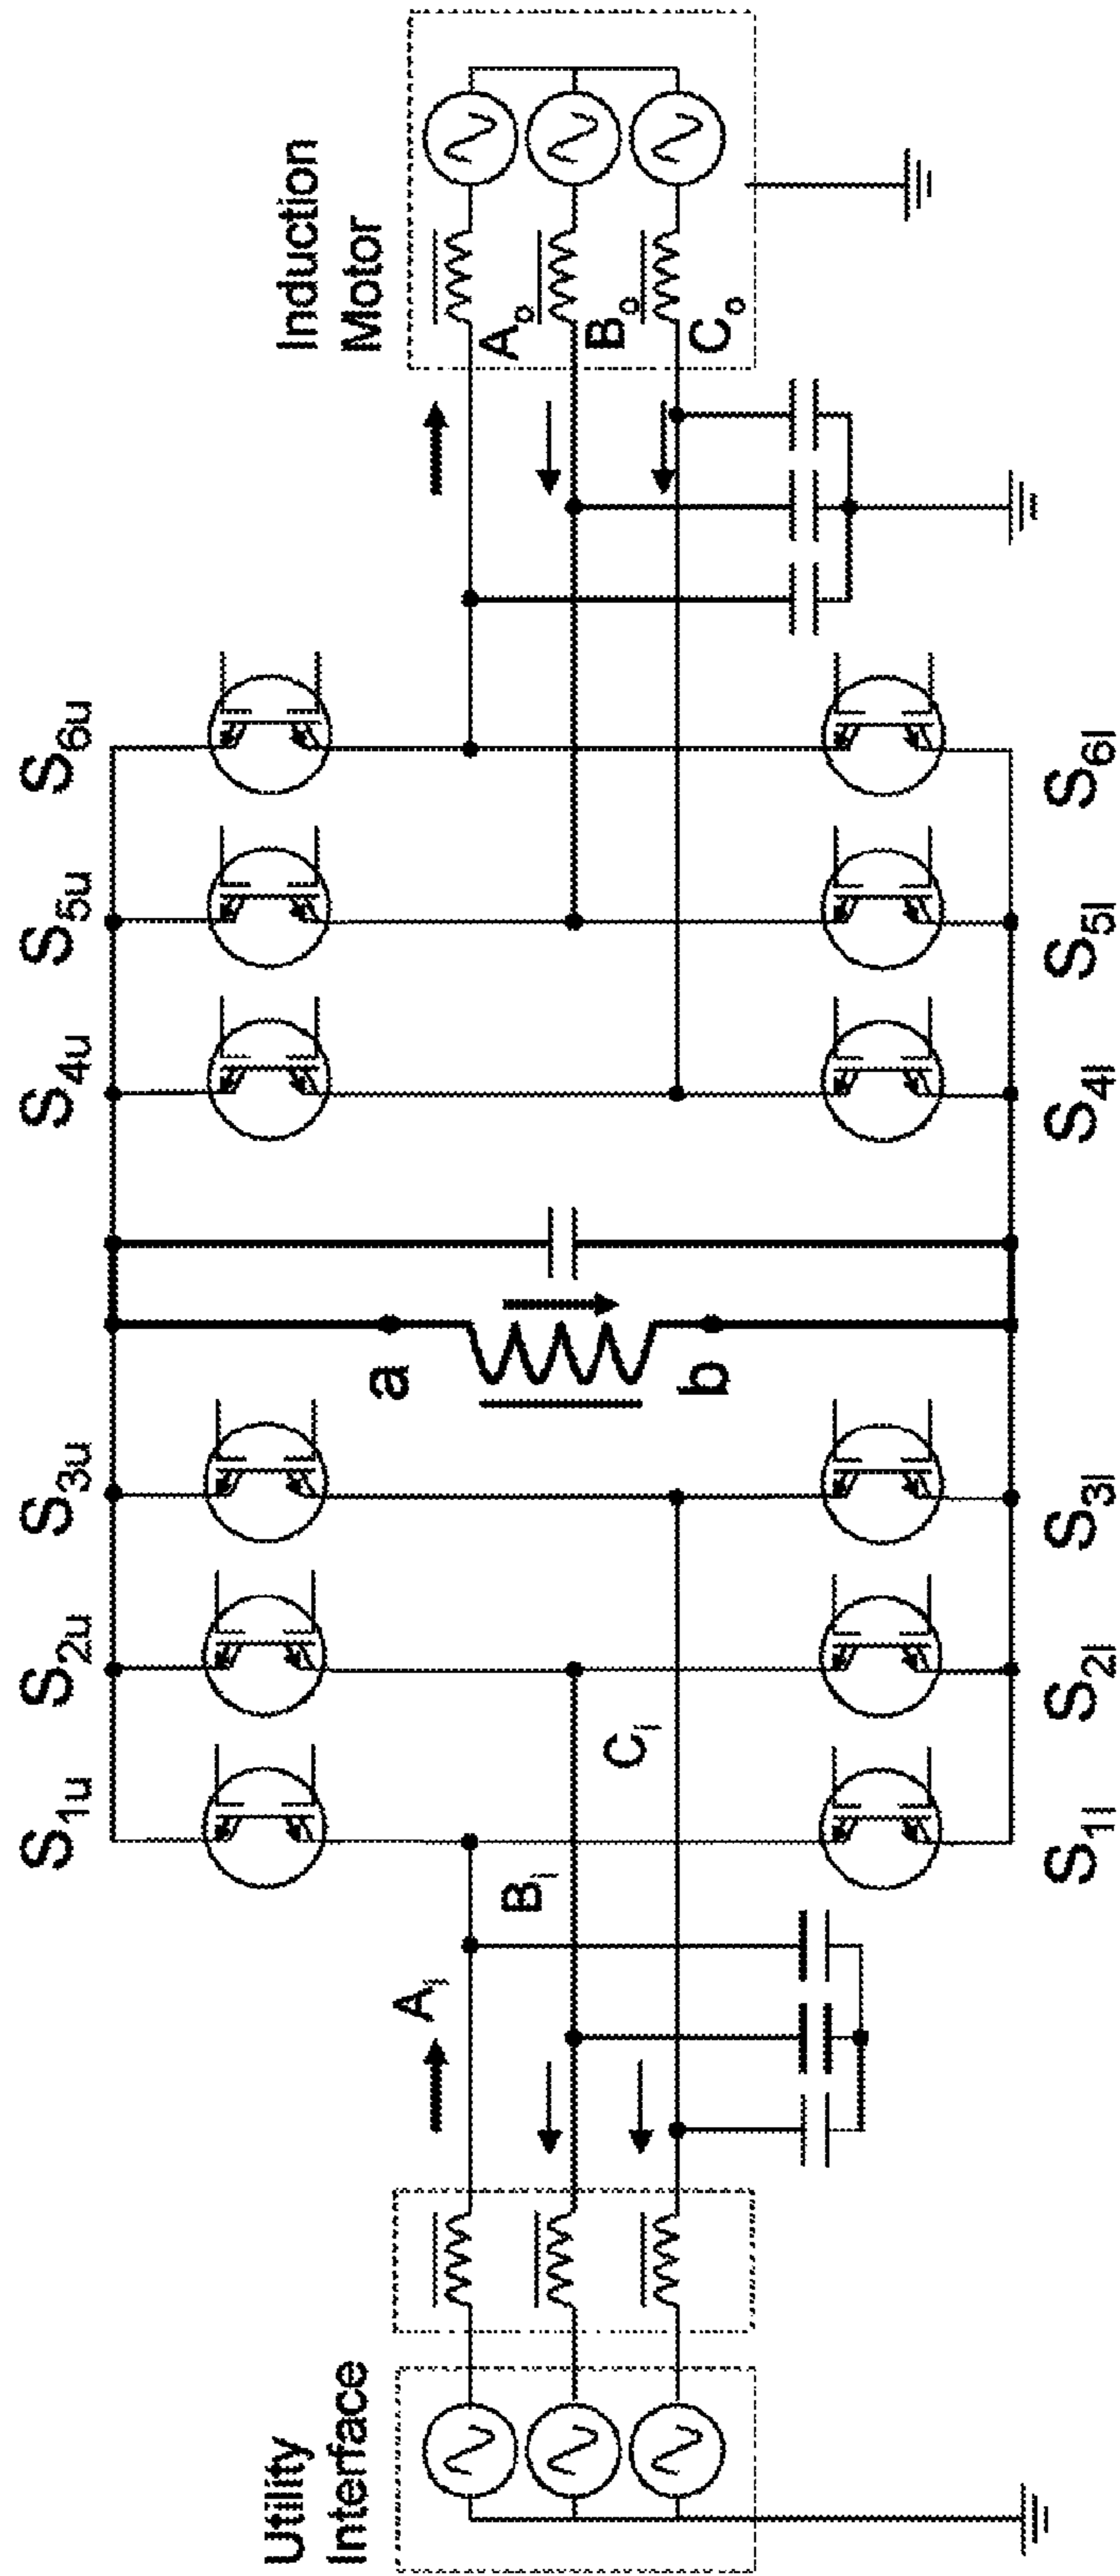 Utility
Interface
Induction
Motor
S1u
S2u
S3u
S4u
S5u
S6u
Ai
Bi
Ci
a
b
Ao
Bo
Co
S1l
S2l
S3l
S4l
S5l
S6l